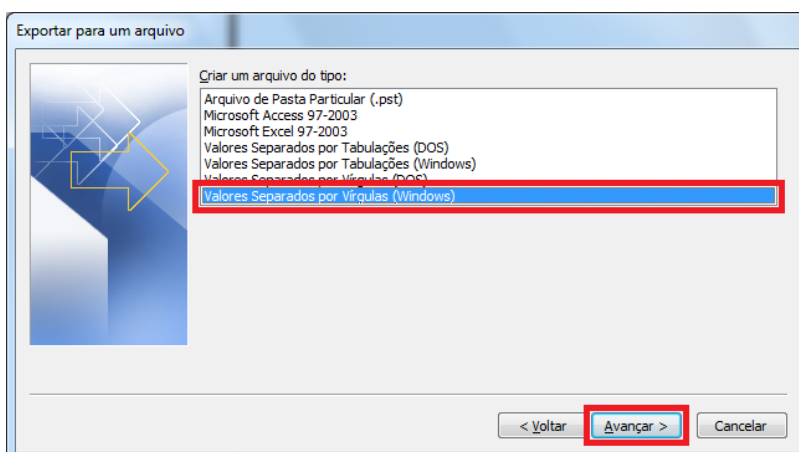 Exportar para um arquivo
Criar um arquivo do tipo:
Arquivo de Pasta Particular (.pst)
Microsoft Access 97-2003
Microsoft Excel 97-2003
Valores Separados por Tabulações (DOS)
Valores Separados por Tabulações (Windows)
Valores Separados por Vírgulas (DOS)
Valores Separados por Vírgulas (Windows)
< Voltar
Avançar >
Cancelar